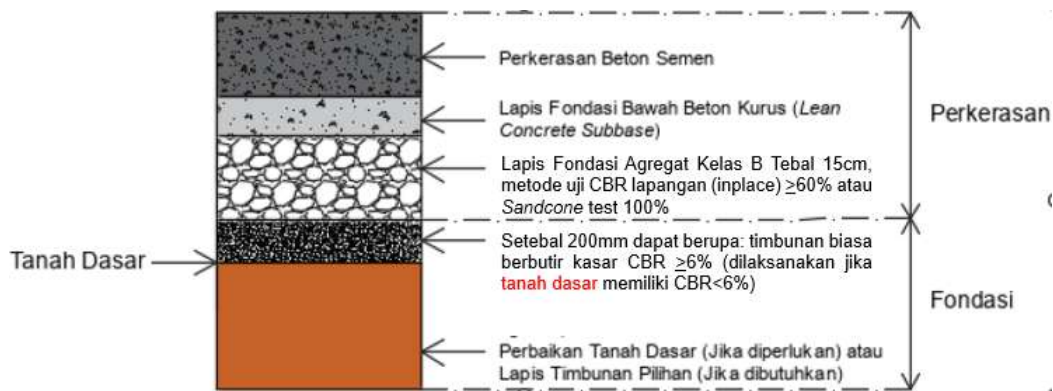 Perkerasan Beton Semen
Lapis Fondasi Bawah Beton Kurus (Lean
Concrete Subbase)
Perkerasan
Lapis Fondasi Agregat Kelas B Tebal 15cm,
metode uji CBR lapangan (inplace) ≥60% atau
Sandcone test 100%
Tanah Dasar
Setebal 200mm dapat berupa: timbunan biasa
berbutir kasar CBR ≥6% (dilaksanakan jika
tanah dasar memiliki CBR<6%)
Fondasi
Perbaikan Tanah Dasar (Jika diperlukan) atau
Lapis Timbunan Pilihan (Jika dibutuhkan)